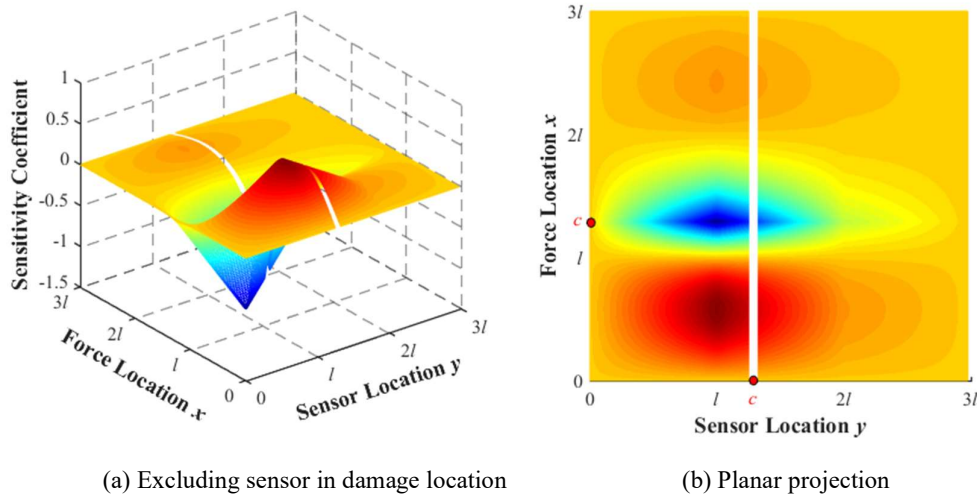 1
0.5
0
-0.5
-1
-1.5
Sensitivity Coefficient
3l
2l
l
0
Force Location x
0
l
2l
3l
Sensor Location y
3l
2l
c
l
0
Force Location x
0
l
c
2l
3l
Sensor Location y
(a) Excluding sensor in damage location
(b) Planar projection